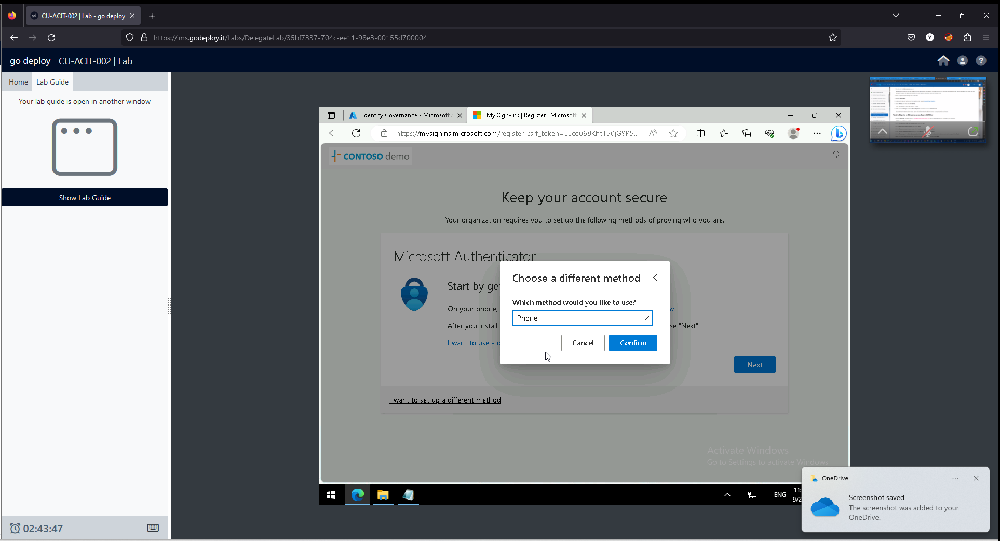 CU-ACIT-002 | Lab - go deploy
https://lms.godeploy.it/Labs/DelegateLab/35bf7337-704c-ee11-98e3-00155d700004
Y
go deploy CU-ACIT-002 | Lab
?
Home Lab Guide
Your lab guide is open in another window
Show Lab Guide
Identity Governance - Microsoft A
My Sign-Ins | Register | Microsoft
https://mysignins.microsoft.com/register?csrf_token=EEco068Kht150jG9P5...
CONTOSO demo
?
Keep your account secure
Your organization requires you to set up the following methods of proving who you are.
Microsoft Authenticator
Start by ge
On your phone,
w
After you install
se "Next".
I want to use a d
Choose a different method
Which method would you like to use?
Phone
Cancel
Confirm
Next
I want to set up a different method
Activate Windows
Go to Settings to activate Windows.
ENG
11:
9/2
OneDrive
Screenshot saved
The screenshot was added to your
OneDrive.
02:43:47